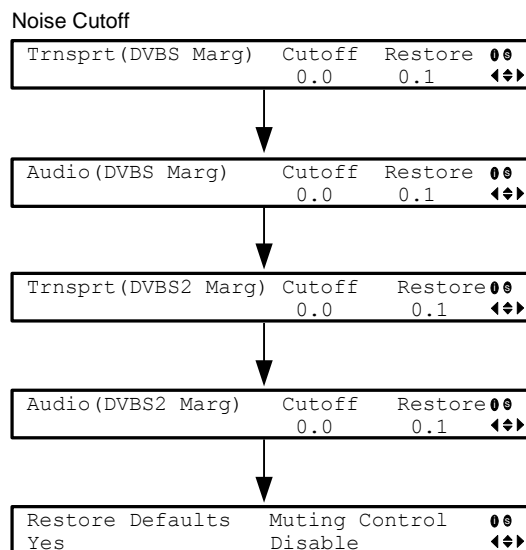 Noise Cutoff
Trnsprt(DVBS Marg) Cutoff Restore
0.0 0.1
Audio(DVBS Marg) Cutoff Restore
0.0 0.1
Trnsprt(DVBS2 Marg) Cutoff Restore
0.0 0.1
Audio(DVBS2 Marg) Cutoff Restore
0.0 0.1
Restore Defaults Muting Control
Yes Disable